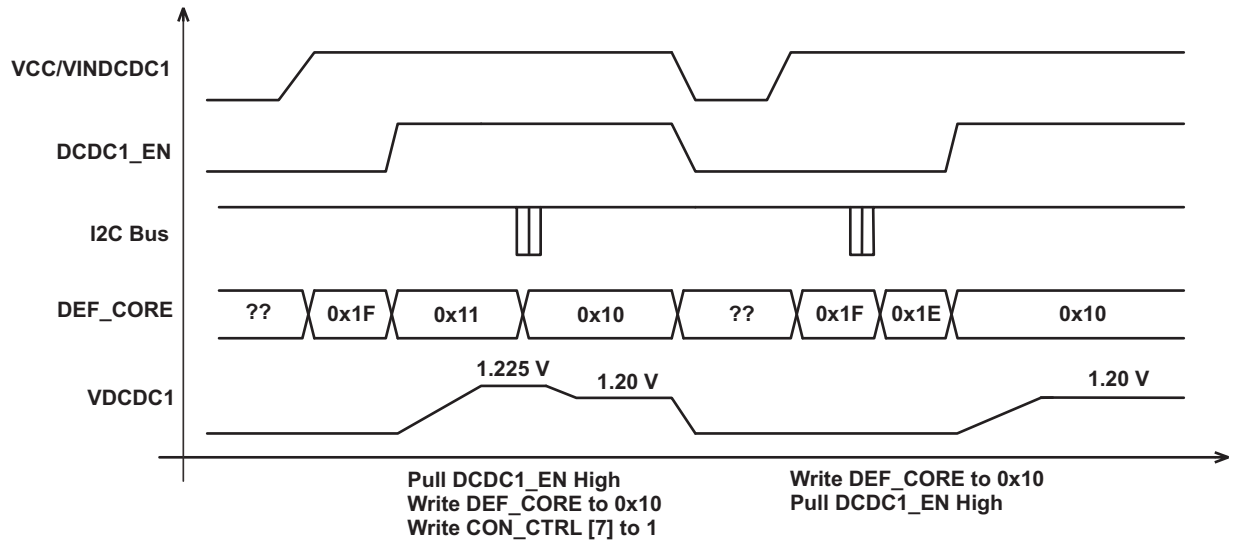 VCC/VINDCDC1
DCDC1_EN
I2C Bus
DEF_CORE
?? 0x1F 0x11 0x10 ?? 0x1F 0x1E 0x10
1.225 V
1.20 V
1.20 V
VDCDC1
Pull DCDC1_EN High
Write DEF_CORE to 0x10
Write CON_CTRL [7] to 1
Write DEF_CORE to 0x10
Pull DCDC1_EN High